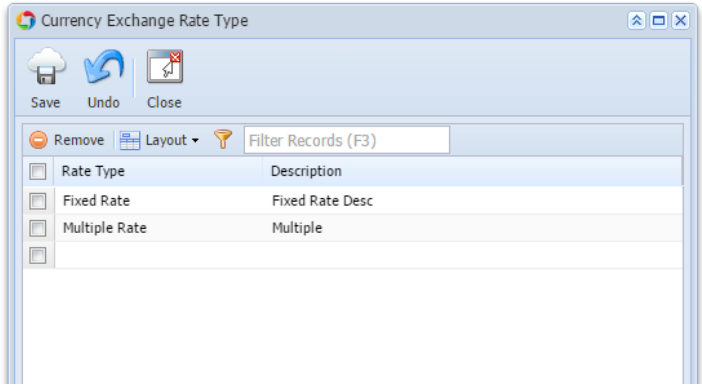 Currency Exchange Rate Type
Save Undo Close
Remove Layout Filter Records (F3)
Rate Type Description
Fixed Rate Fixed Rate Desc
Multiple Rate Multiple